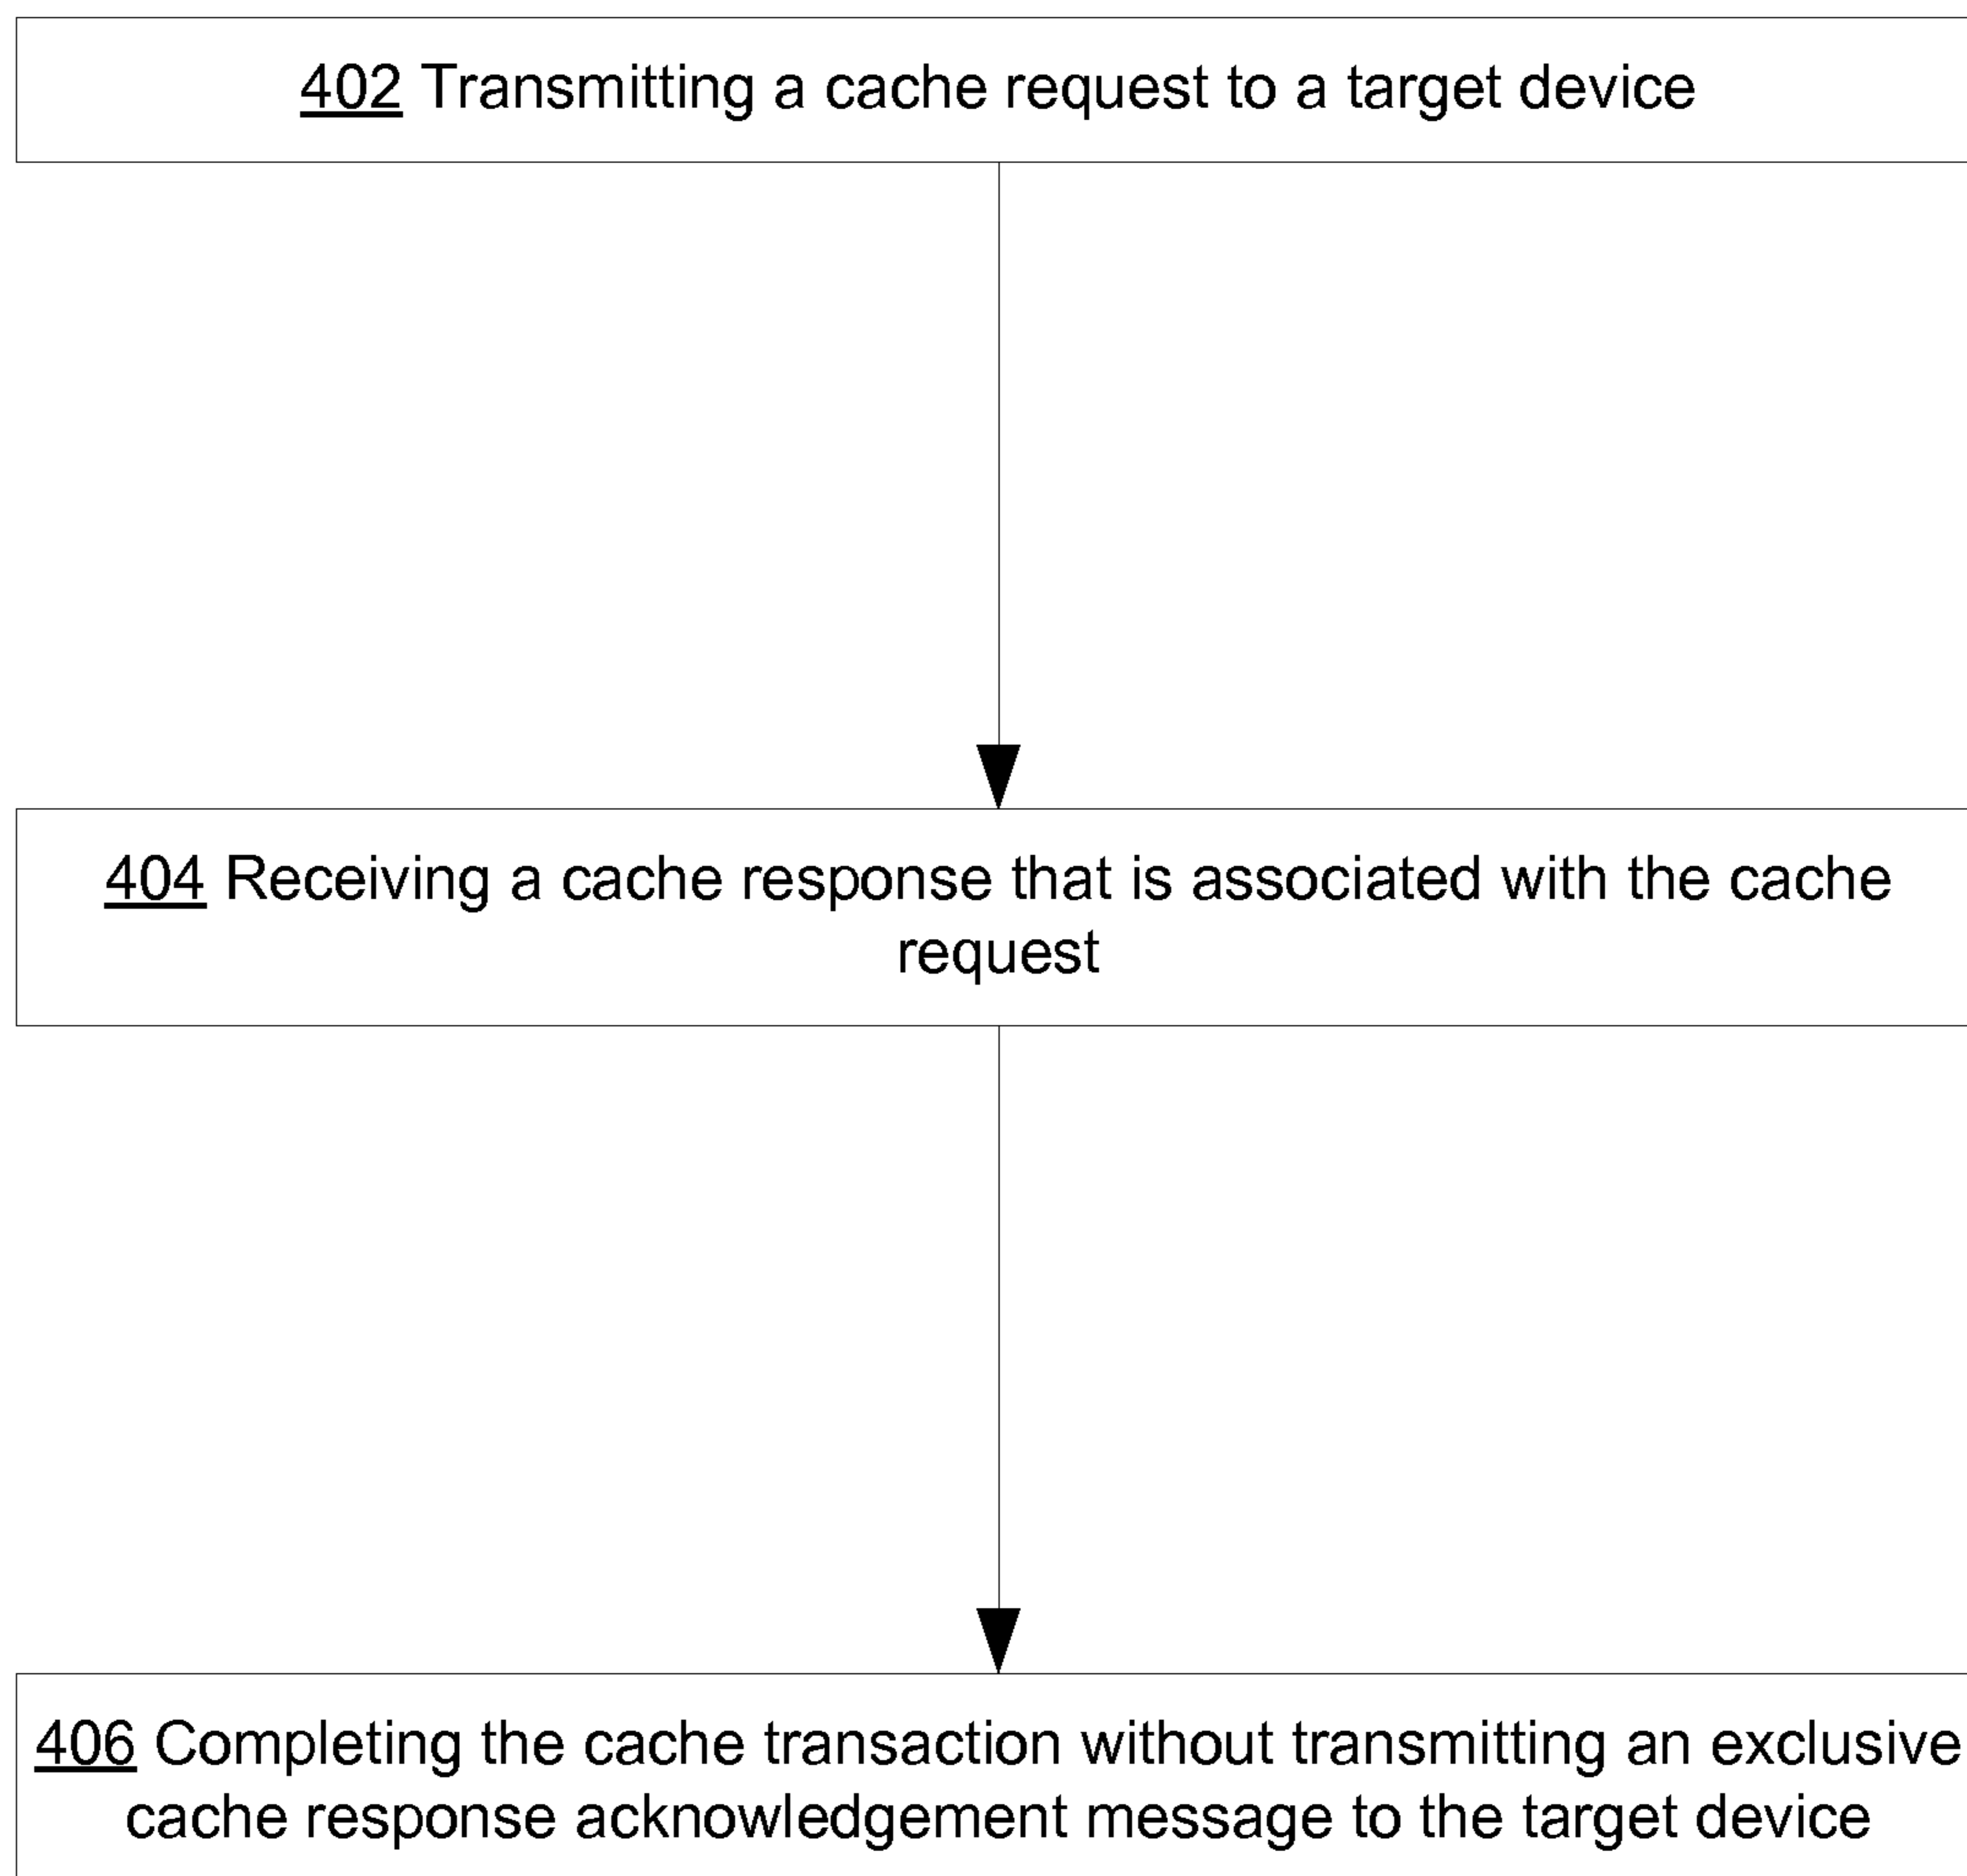 402 Transmitting a cache request to a target device
404 Receiving a cache response that is associated with the cache
request
406 Completing the cache transaction without transmitting an exclusive
cache response acknowledgement message to the target device